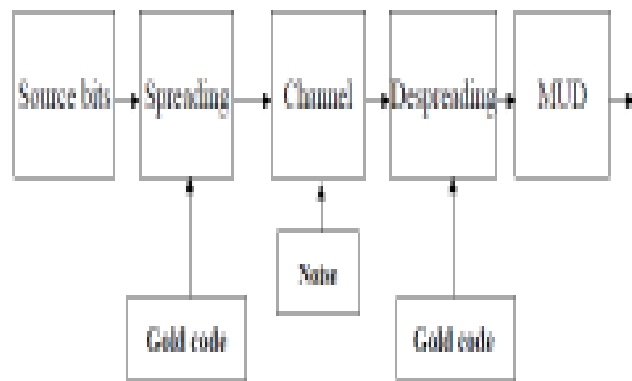 Source bits
Spreading
Channel
Despreading
MUD
Noise
Gold code
Gold code